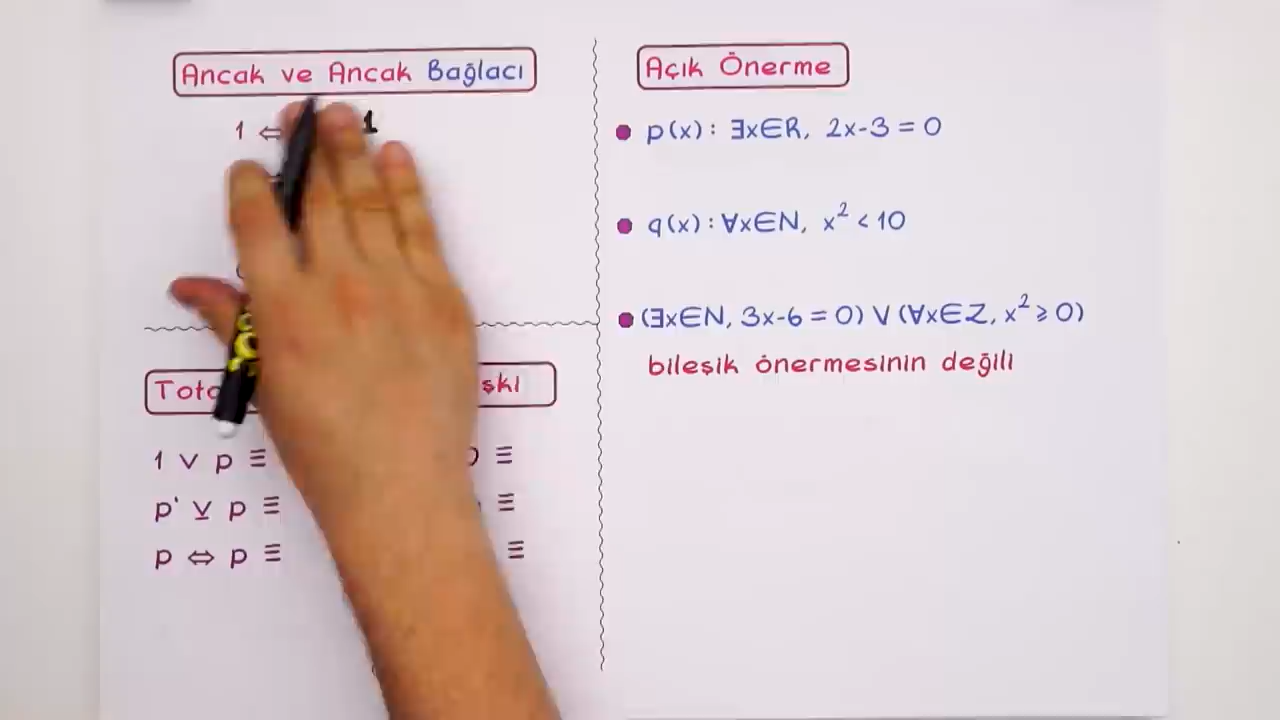 Ancak ve Ancak Bağlacı
1 ⇔ 1
1 ∨ p ≡
p' ⊻ p ≡
p ⇔ p ≡
≡
≡
≡
Açık Önerme
p(x): ∃x∈R, 2x-3 = 0
q(x): ∀x∈N, x² < 10
(∃x∈N, 3x-6 = 0) V (∀x∈Z, x² ≥ 0)
bileşik önermesinin değili